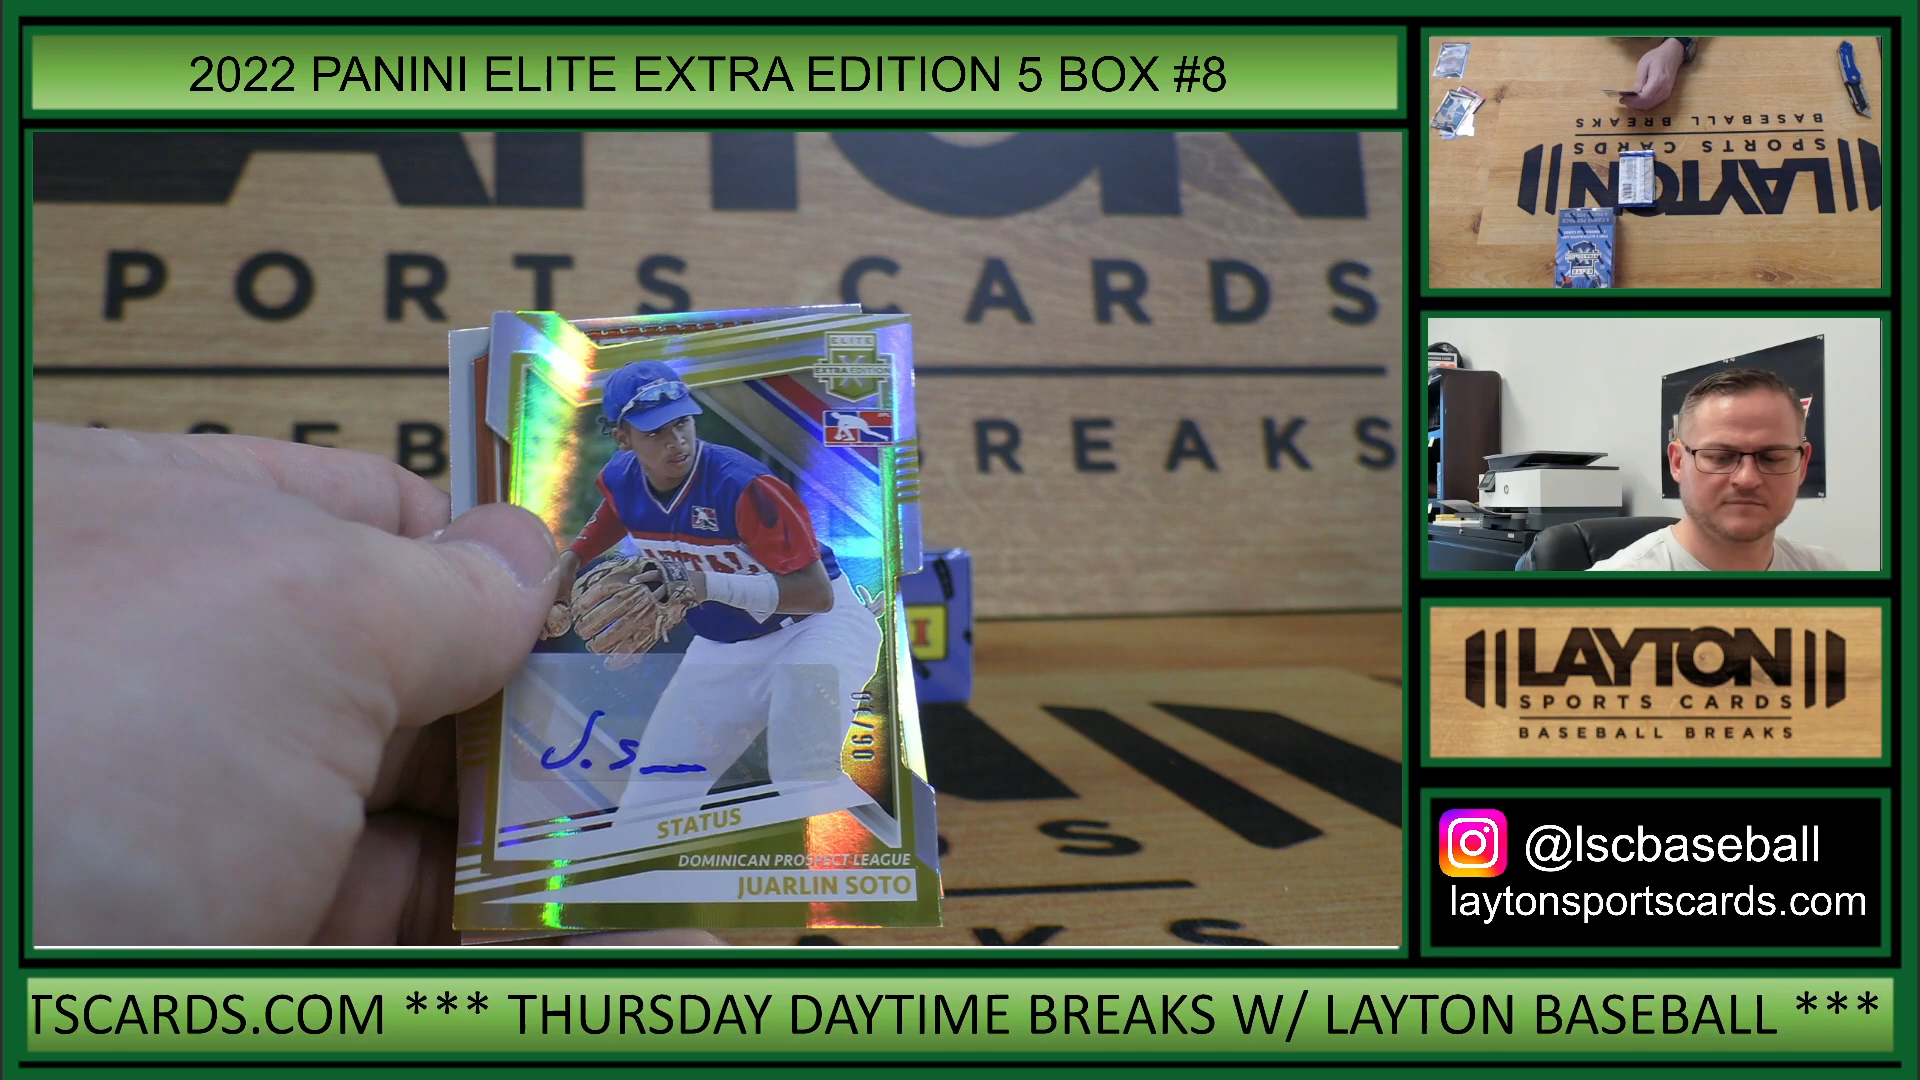 2022 PANINI ELITE EXTRA EDITION 5 BOX #8
PORTS CARDS
REAKS
ELITE
EXTRA EDITION
J. S
06/10
STATUS
DOMINICAN PROSPECT LEAGUE
JUARLIN SOTO
BASEBALL BREAKS
SPORTS CARDS
LAYTON
LAYTON
SPORTS CARDS
BASEBALL BREAKS
@lscbaseball
laytonsportscards.com
TSCARDS.COM *** THURSDAY DAYTIME BREAKS W/ LAYTON BASEBALL ***